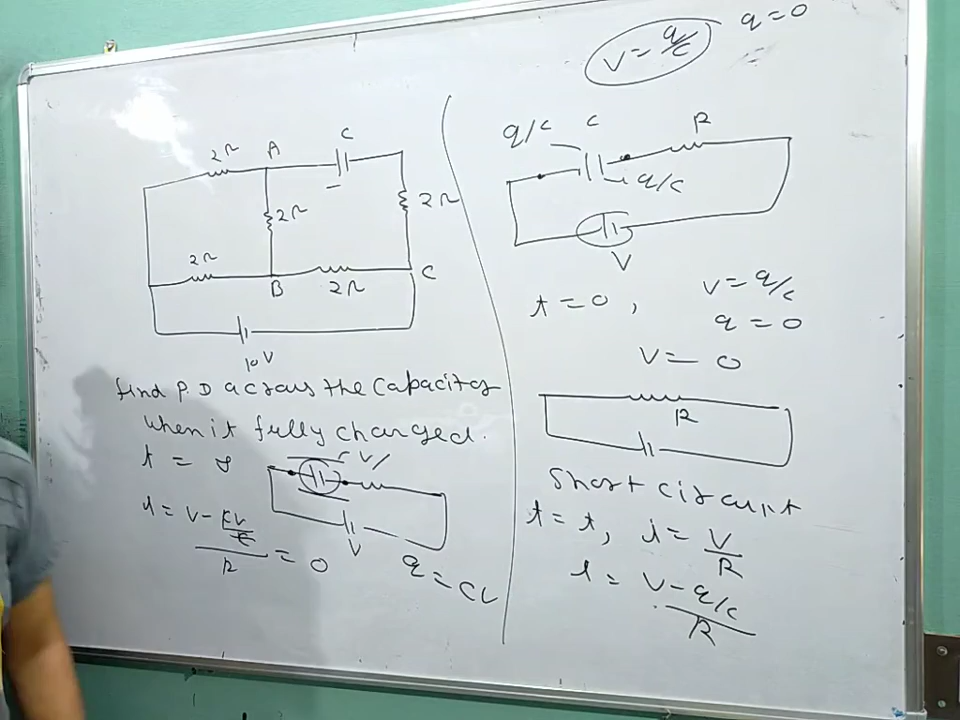 V = q/c
q = 0
2Ω
A
C
2Ω
2Ω
2Ω
B
2Ω
C
10V
find P.D across the capacitor
when it fully charged.
t = ∞
V
i = V - CV/C / R = 0
q = CV
q/c
C
R
q/c
V
t = 0,
V = q/c
q = 0
V = 0
R
Short circuit
t = t, i = V/R
i = V - q/c / R